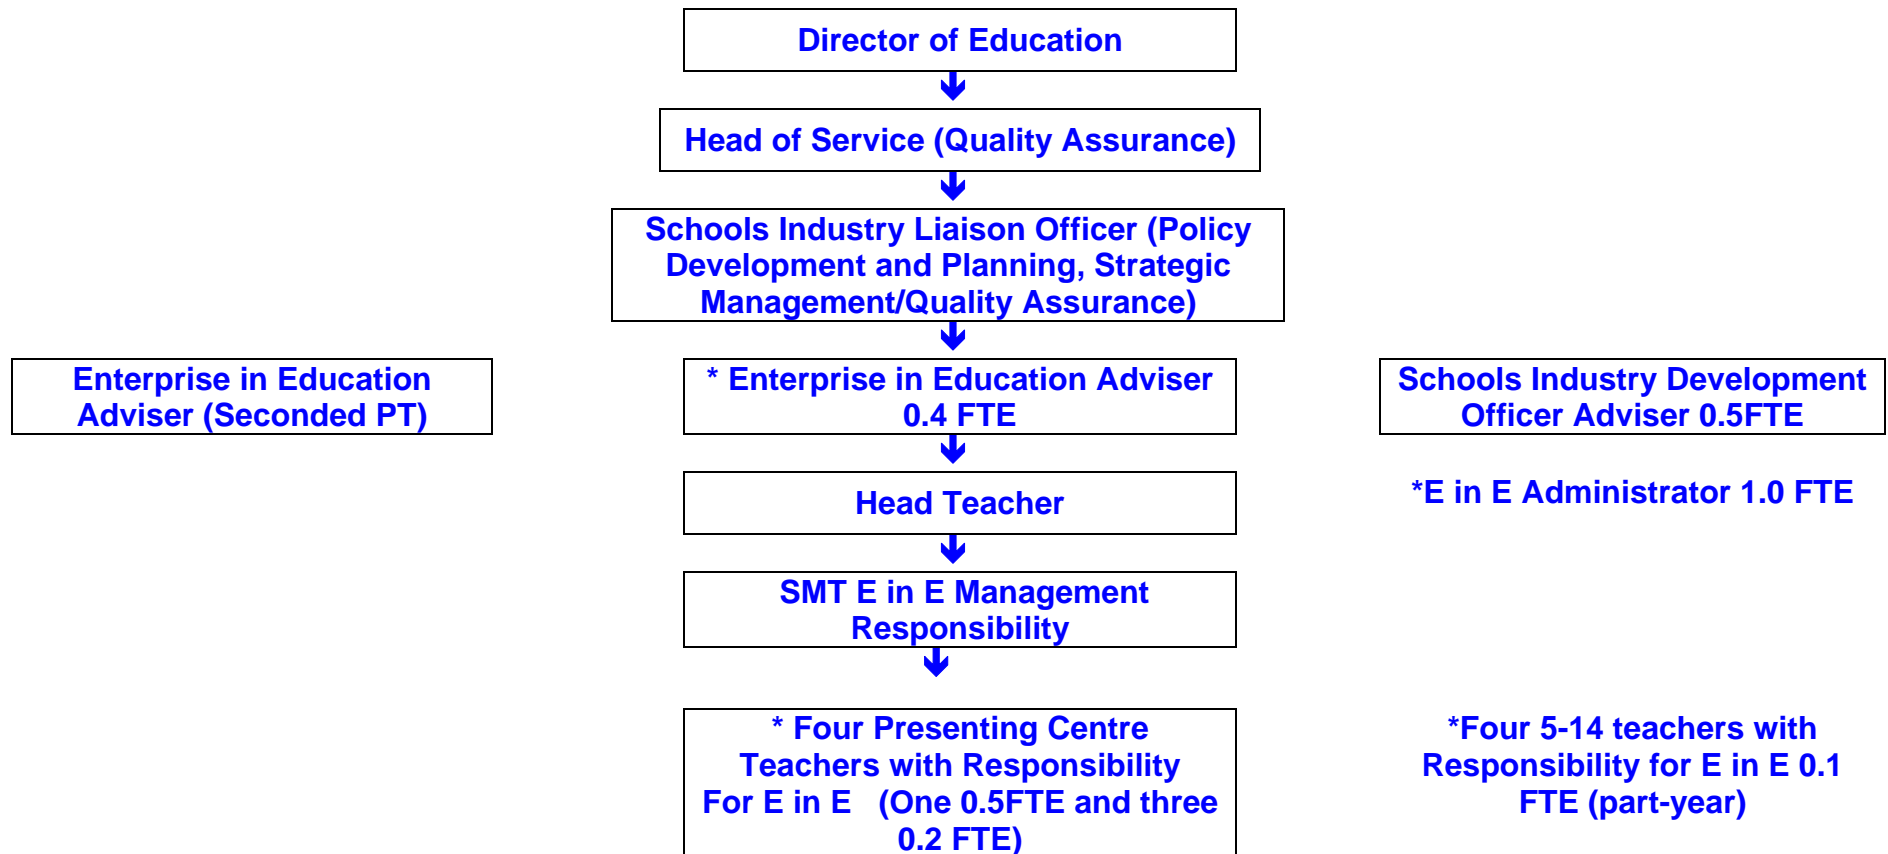 Director of Education
Head of Service (Quality Assurance)
Schools Industry Liaison Officer (Policy
Development and Planning, Strategic
Management/Quality Assurance)
Enterprise in Education
Adviser (Seconded PT)
* Enterprise in Education Adviser
0.4 FTE
Schools Industry Development
Officer Adviser 0.5FTE
Head Teacher
*E in E Administrator 1.0 FTE
SMT E in E Management
Responsibility
* Four Presenting Centre
Teachers with Responsibility
For E in E   (One 0.5FTE and three
0.2 FTE)
*Four 5-14 teachers with
Responsibility for E in E 0.1
FTE (part-year)